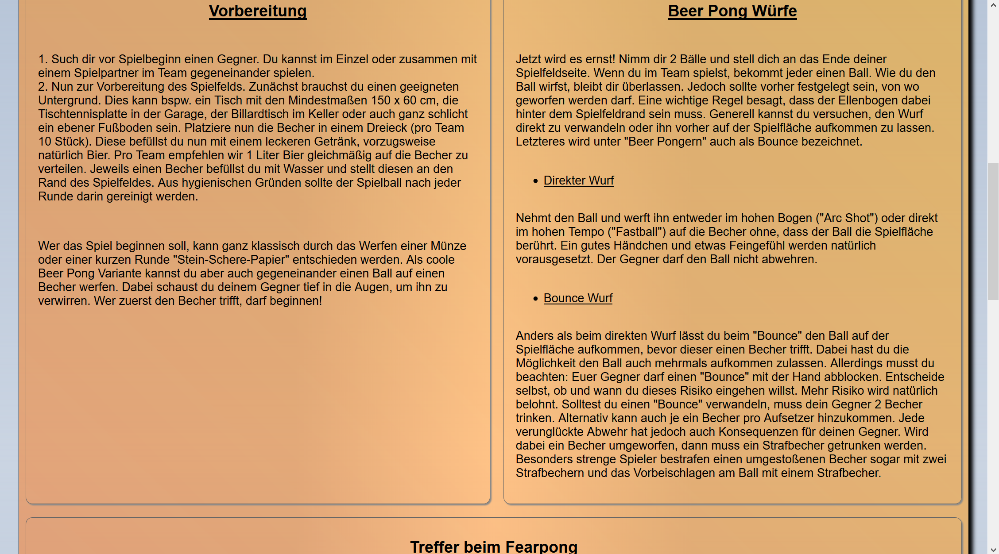 Vorbereitung
1. Such dir vor Spielbeginn einen Gegner. Du kannst im Einzel oder zusammen mit
einem Spielpartner im Team gegeneinander spielen.
2. Nun zur Vorbereitung des Spielfelds. Zunächst brauchst du einen geeigneten
Untergrund. Dies kann bspw. ein Tisch mit den Mindestmaßen 150 x 60 cm, die
Tischtennisplatte in der Garage, der Billardtisch im Keller oder auch ganz schlicht
ein ebener Fußboden sein. Platziere nun die Becher in einem Dreieck (pro Team
10 Stück). Diese befüllst du nun mit einem leckeren Getränk, vorzugsweise
natürlich Bier. Pro Team empfehlen wir 1 Liter Bier gleichmäßig auf die Becher zu
verteilen. Jeweils einen Becher befüllst du mit Wasser und stellt diesen an den
Rand des Spielfeldes. Aus hygienischen Gründen sollte der Spielball nach jeder
Runde darin gereinigt werden.
Wer das Spiel beginnen soll, kann ganz klassisch durch das Werfen einer Münze
oder einer kurzen Runde "Stein-Schere-Papier" entschieden werden. Als coole
Beer Pong Variante kannst du aber auch gegeneinander einen Ball auf einen
Becher werfen. Dabei schaust du deinem Gegner tief in die Augen, um ihn zu
verwirren. Wer zuerst den Becher trifft, darf beginnen!
Beer Pong Würfe
Jetzt wird es ernst! Nimm dir 2 Bälle und stell dich an das Ende deiner
Spielfeldseite. Wenn du im Team spielst, bekommt jeder einen Ball. Wie du den
Ball wirfst, bleibt dir überlassen. Jedoch sollte vorher festgelegt sein, von wo
geworfen werden darf. Eine wichtige Regel besagt, dass der Ellenbogen dabei
hinter dem Spielfeldrand sein muss. Generell kannst du versuchen, den Wurf
direkt zu verwandeln oder ihn vorher auf der Spielfläche aufkommen zu lassen.
Letzteres wird unter "Beer Pongern" auch als Bounce bezeichnet.
• Direkter Wurf
Nehmt den Ball und werft ihn entweder im hohen Bogen ("Arc Shot") oder direkt
im hohen Tempo ("Fastball") auf die Becher ohne, dass der Ball die Spielfläche
berührt. Ein gutes Händchen und etwas Feingefühl werden natürlich
vorausgesetzt. Der Gegner darf den Ball nicht abwehren.
• Bounce Wurf
Anders als beim direkten Wurf lässt du beim "Bounce" den Ball auf der
Spielfläche aufkommen, bevor dieser einen Becher trifft. Dabei hast du die
Möglichkeit den Ball auch mehrmals aufkommen zulassen. Allerdings musst du
beachten: Euer Gegner darf einen "Bounce" mit der Hand abblocken. Entscheide
selbst, ob und wann du dieses Risiko eingehen willst. Mehr Risiko wird natürlich
belohnt. Solltest du einen "Bounce" verwandeln, muss dein Gegner 2 Becher
trinken. Alternativ kann auch je ein Becher pro Aufsetzer hinzukommen. Jede
verunglückte Abwehr hat jedoch auch Konsequenzen für deinen Gegner. Wird
dabei ein Becher umgeworfen, dann muss ein Strafbecher getrunken werden.
Besonders strenge Spieler bestrafen einen umgestoßenen Becher sogar mit zwei
Strafbechern und das Vorbeischlagen am Ball mit einem Strafbecher.
Treffer beim Fearpong